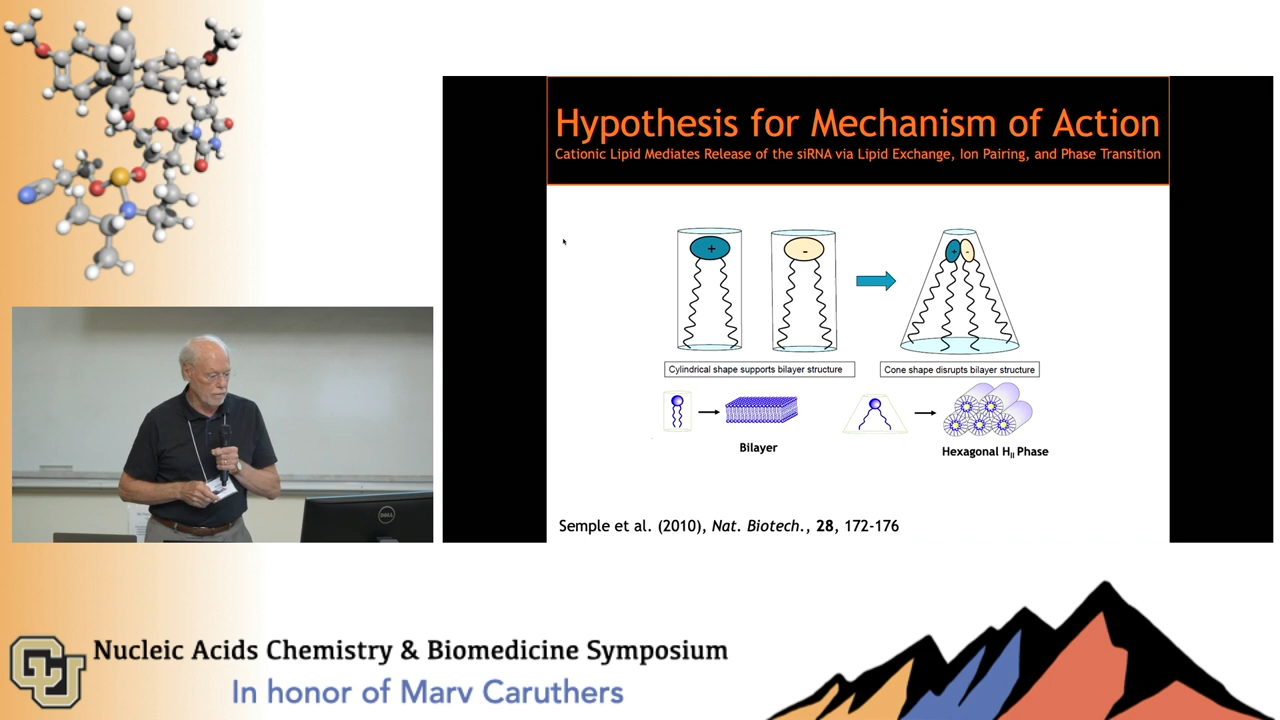 Hypothesis for Mechanism of Action
Cationic Lipid Mediates Release of the siRNA via Lipid Exchange, Ion Pairing, and Phase Transition
+
-
+
-
Cylindrical shape supports bilayer structure
Cone shape disrupts bilayer structure
Bilayer
Hexagonal HII Phase
Semple et al. (2010), Nat. Biotech., 28, 172-176
DELL
CU
Nucleic Acids Chemistry & Biomedicine Symposium
In honor of Marv Caruthers